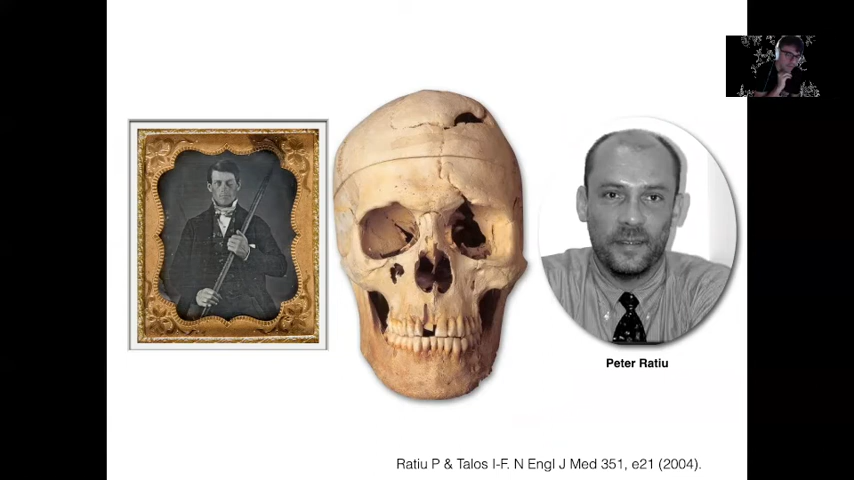 Peter Ratiu
Ratiu P & Talos I-F. N Engl J Med 351, e21 (2004).